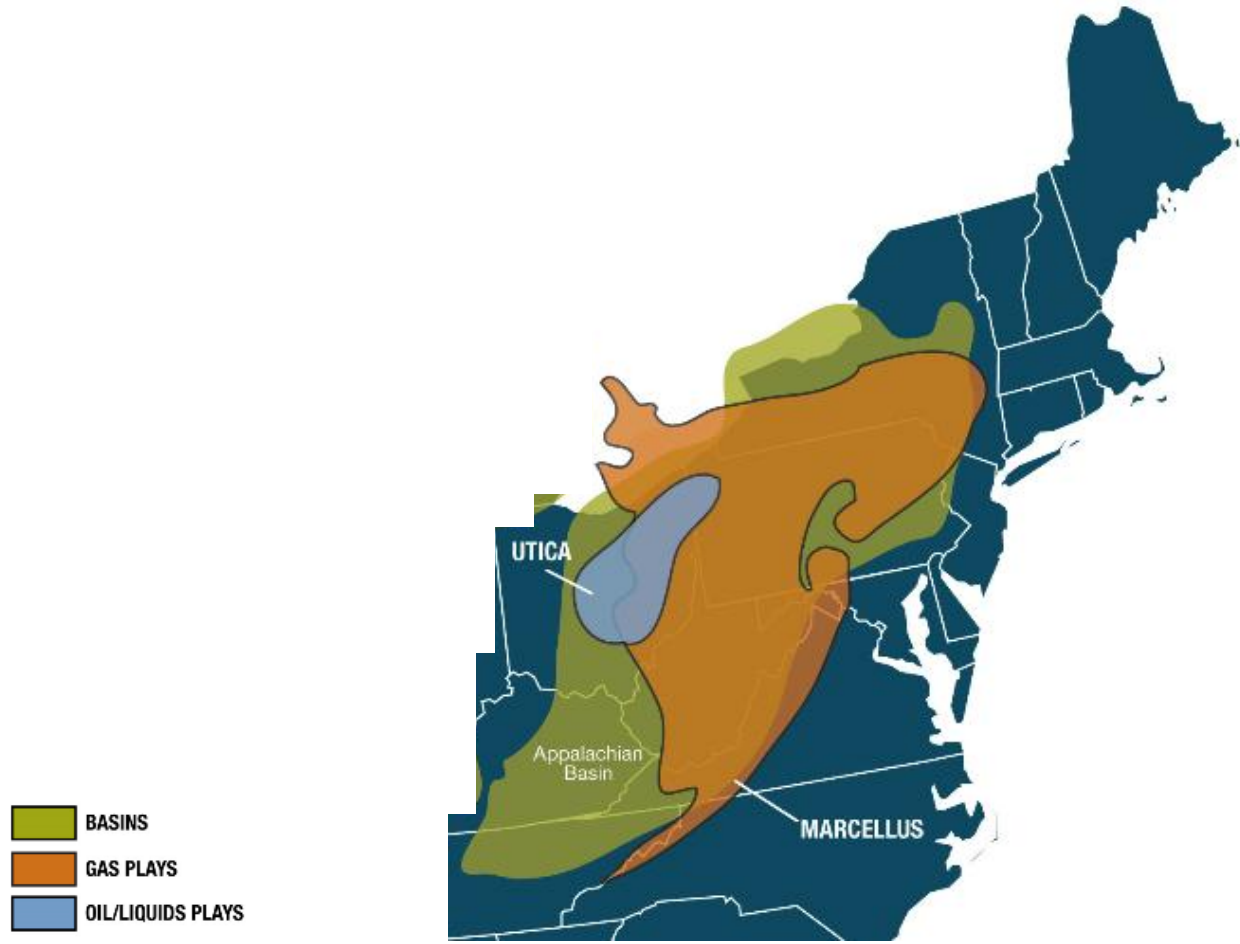 UTICA
Appalachian
Basin
MARCELLUS
BASINS
GAS PLAYS
OIL/LIQUIDS PLAYS